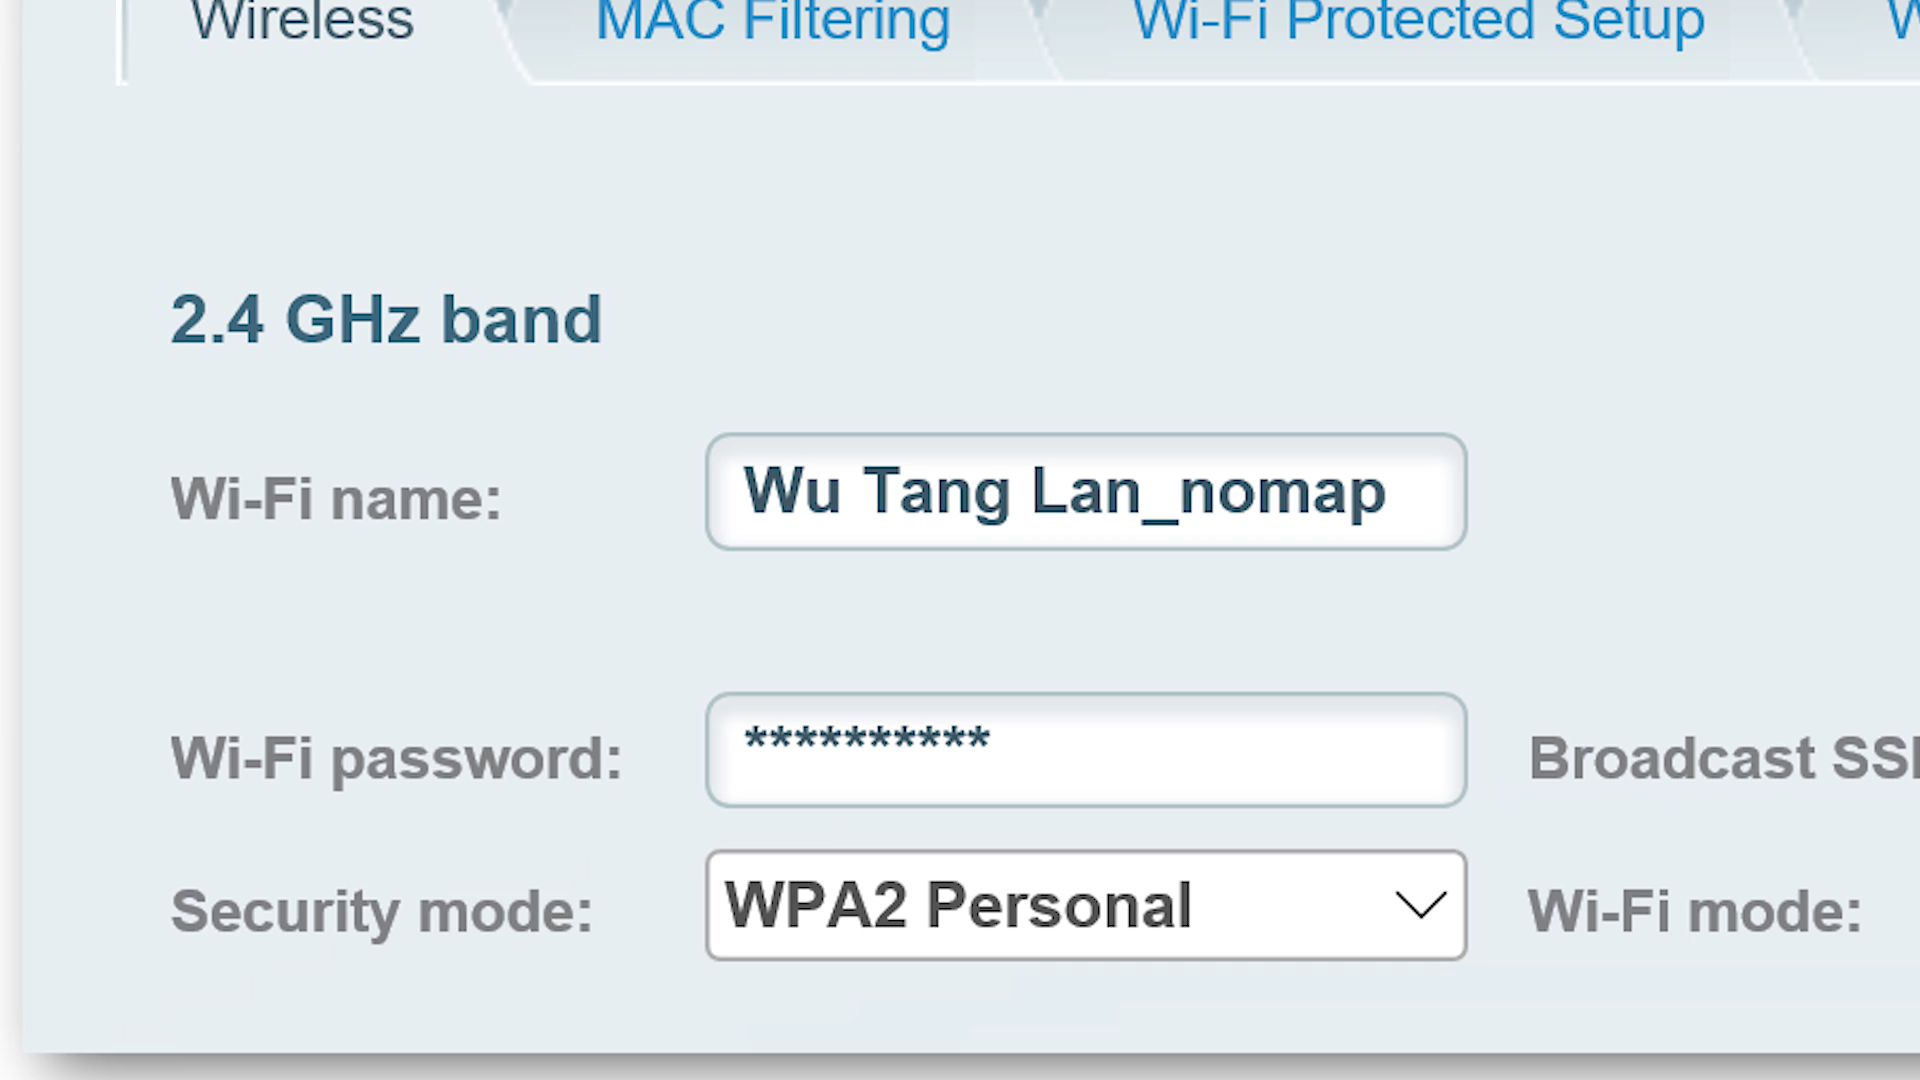 Wireless MAC Filtering Wi-Fi Protected Setup
2.4 GHz band
Wi-Fi name: Wu Tang Lan_nomap
Wi-Fi password: ********** Broadcast
Security mode: WPA2 Personal Wi-Fi mode: